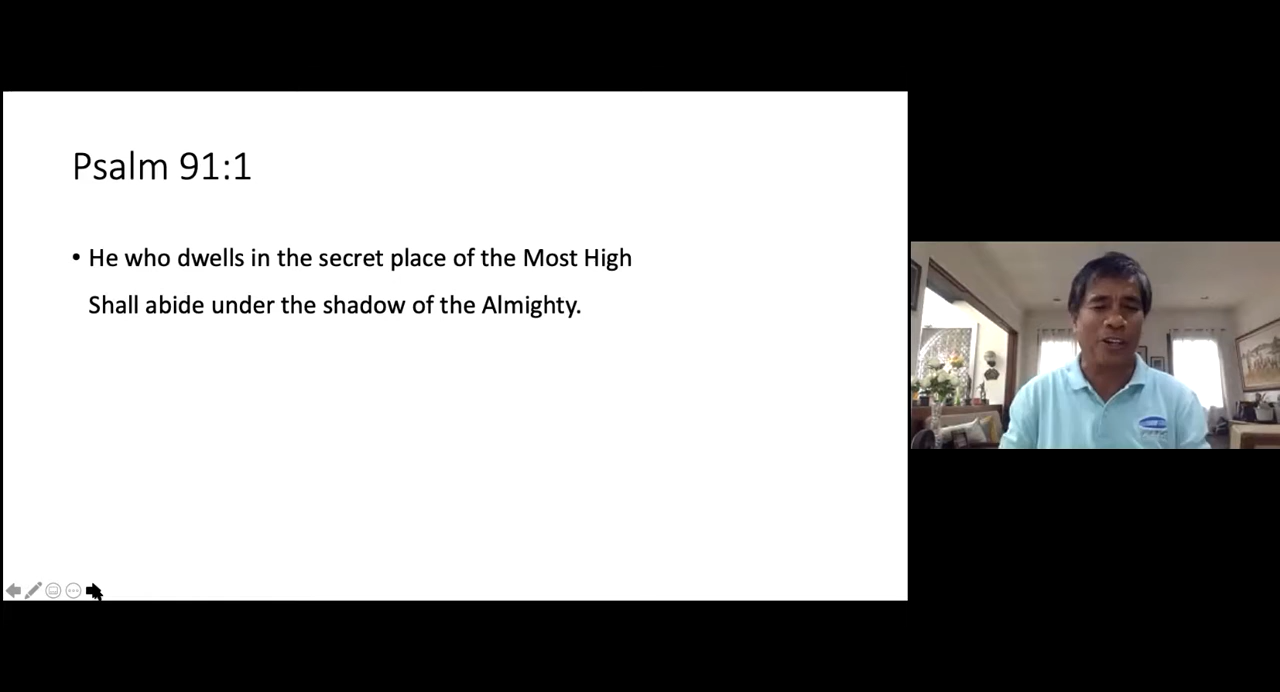 Psalm 91:1
• He who dwells in the secret place of the Most High
Shall abide under the shadow of the Almighty.